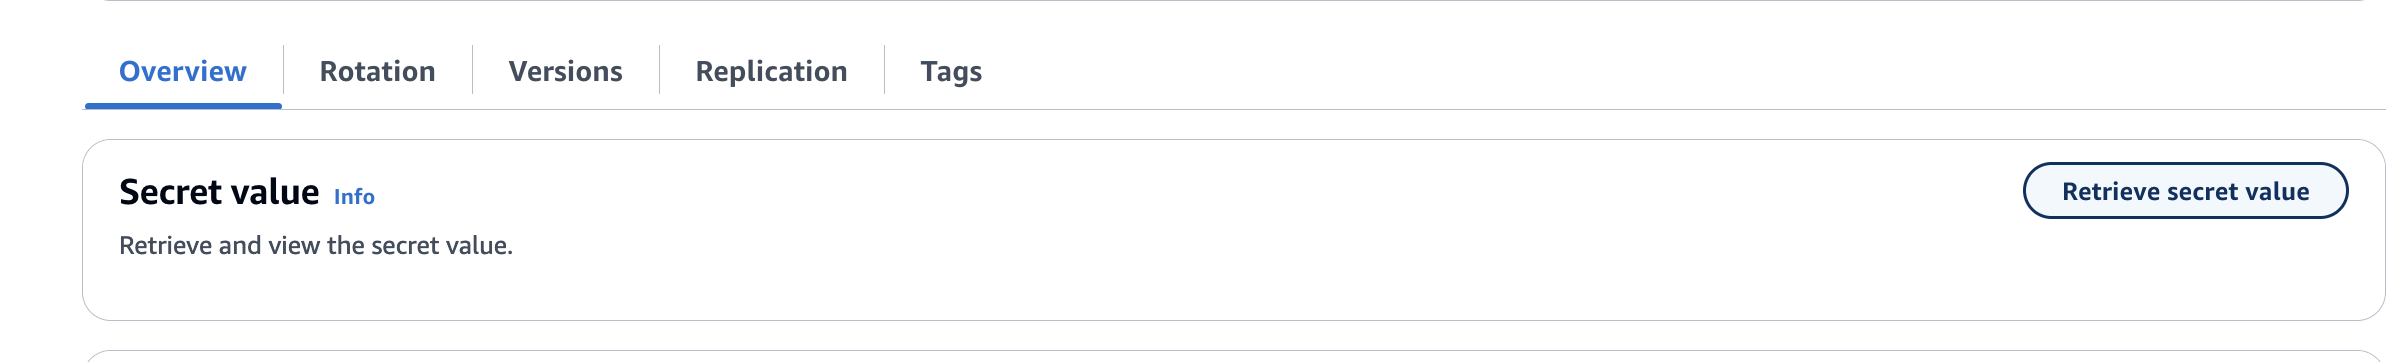 Overview Rotation Versions Replication Tags
Secret value Info
Retrieve secret value
Retrieve and view the secret value.